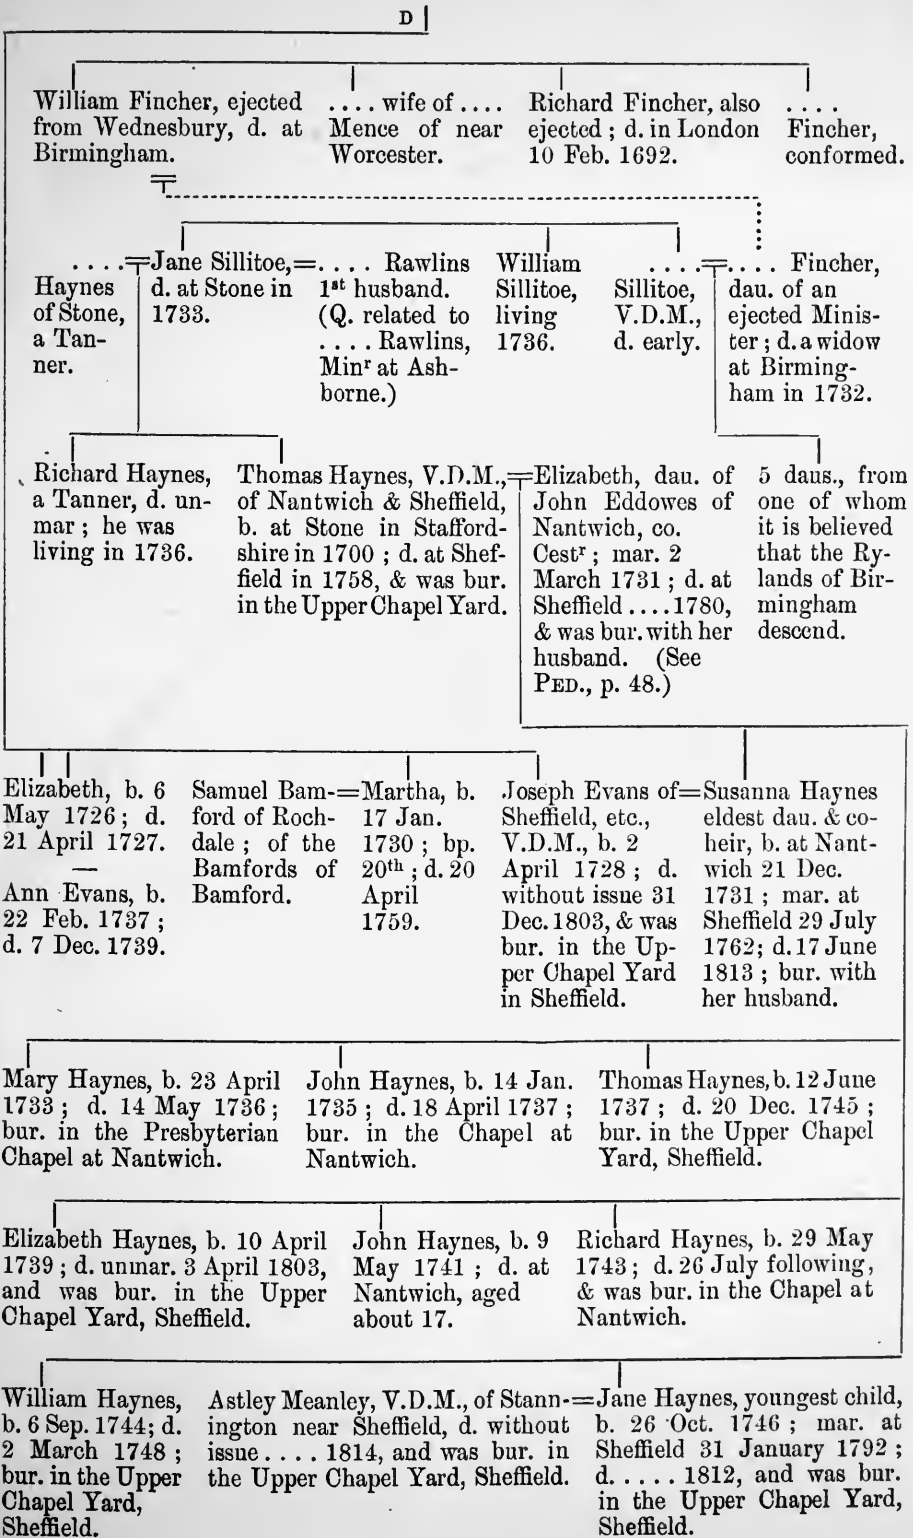 D
William Fincher, ejected
from Wednesbury, d. at
Birmingham.
. . . . wife of . . . .
Mence of near
Worcester.
Richard Fincher, also
ejected ; d. in London
10 Feb. 1692.
. . . .
Fincher,
conformed.
. . . .
Haynes
of Stone,
a Tan-
ner.
=Jane Sillitoe,=
d. at Stone in
1733.
. . . . Rawlins
1st husband.
(Q. related to
. . . . Rawlins,
Minr at Ash-
borne.)
William
Sillitoe,
living
1736.
. . . .=
Sillitoe,
V.D.M.,
d. early.
. . . . Fincher,
dau. of an
ejected Minis-
ter ; d. a widow
at Birming-
ham in 1732.
Richard Haynes,
a Tanner, d. un-
mar ; he was
living in 1736.
Thomas Haynes, V.D.M.,=
of Nantwich & Sheffield,
b. at Stone in Stafford-
shire in 1700 ; d. at Shef-
field in 1758, & was bur.
in the Upper Chapel Yard.
Elizabeth, dau. of
John Eddowes of
Nantwich, co.
Cestr ; mar. 2
March 1731 ; d. at
Sheffield . . . . 1780,
& was bur. with her
husband. (See
PED., p. 48.)
5 daus., from
one of whom
it is believed
that the Ry-
lands of Bir-
mingham
descend.
Elizabeth, b. 6
May 1726 ; d.
21 April 1727.
—
Ann Evans, b.
22 Feb. 1737 ;
d. 7 Dec. 1739.
Samuel Bam-=
ford of Roch-
dale ; of the
Bamfords of
Bamford.
Martha, b.
17 Jan.
1730 ; bp.
20th ; d. 20
April
1759.
Joseph Evans of=
Sheffield, etc.,
V.D.M., b. 2
April 1728 ; d.
without issue 31
Dec. 1803, & was
bur. in the Up-
per Chapel Yard
in Sheffield.
Susanna Haynes
eldest dau. & co-
heir, b. at Nant-
wich 21 Dec.
1731 ; mar. at
Sheffield 29 July
1762; d. 17 June
1813 ; bur. with
her husband.
Mary Haynes, b. 23 April
1733 ; d. 14 May 1736 ;
bur. in the Presbyterian
Chapel at Nantwich.
John Haynes, b. 14 Jan.
1735 ; d. 18 April 1737 ;
bur. in the Chapel at
Nantwich.
Thomas Haynes, b. 12 June
1737 ; d. 20 Dec. 1745 ;
bur. in the Upper Chapel
Yard, Sheffield.
Elizabeth Haynes, b. 10 April
1739 ; d. unmar. 3 April 1803,
and was bur. in the Upper
Chapel Yard, Sheffield.
John Haynes, b. 9
May 1741 ; d. at
Nantwich, aged
about 17.
Richard Haynes, b. 29 May
1743 ; d. 26 July following,
& was bur. in the Chapel at
Nantwich.
William Haynes,
b. 6 Sep. 1744; d.
2 March 1748 ;
bur. in the Upper
Chapel Yard,
Sheffield.
Astley Meanley, V.D.M., of Stann-=
ington near Sheffield, d. without
issue . . . . 1814, and was bur. in
the Upper Chapel Yard, Sheffield.
Jane Haynes, youngest child,
b. 26 Oct. 1746 ; mar. at
Sheffield 31 January 1792 ;
d. . . . . 1812, and was bur.
in the Upper Chapel Yard,
Sheffield.